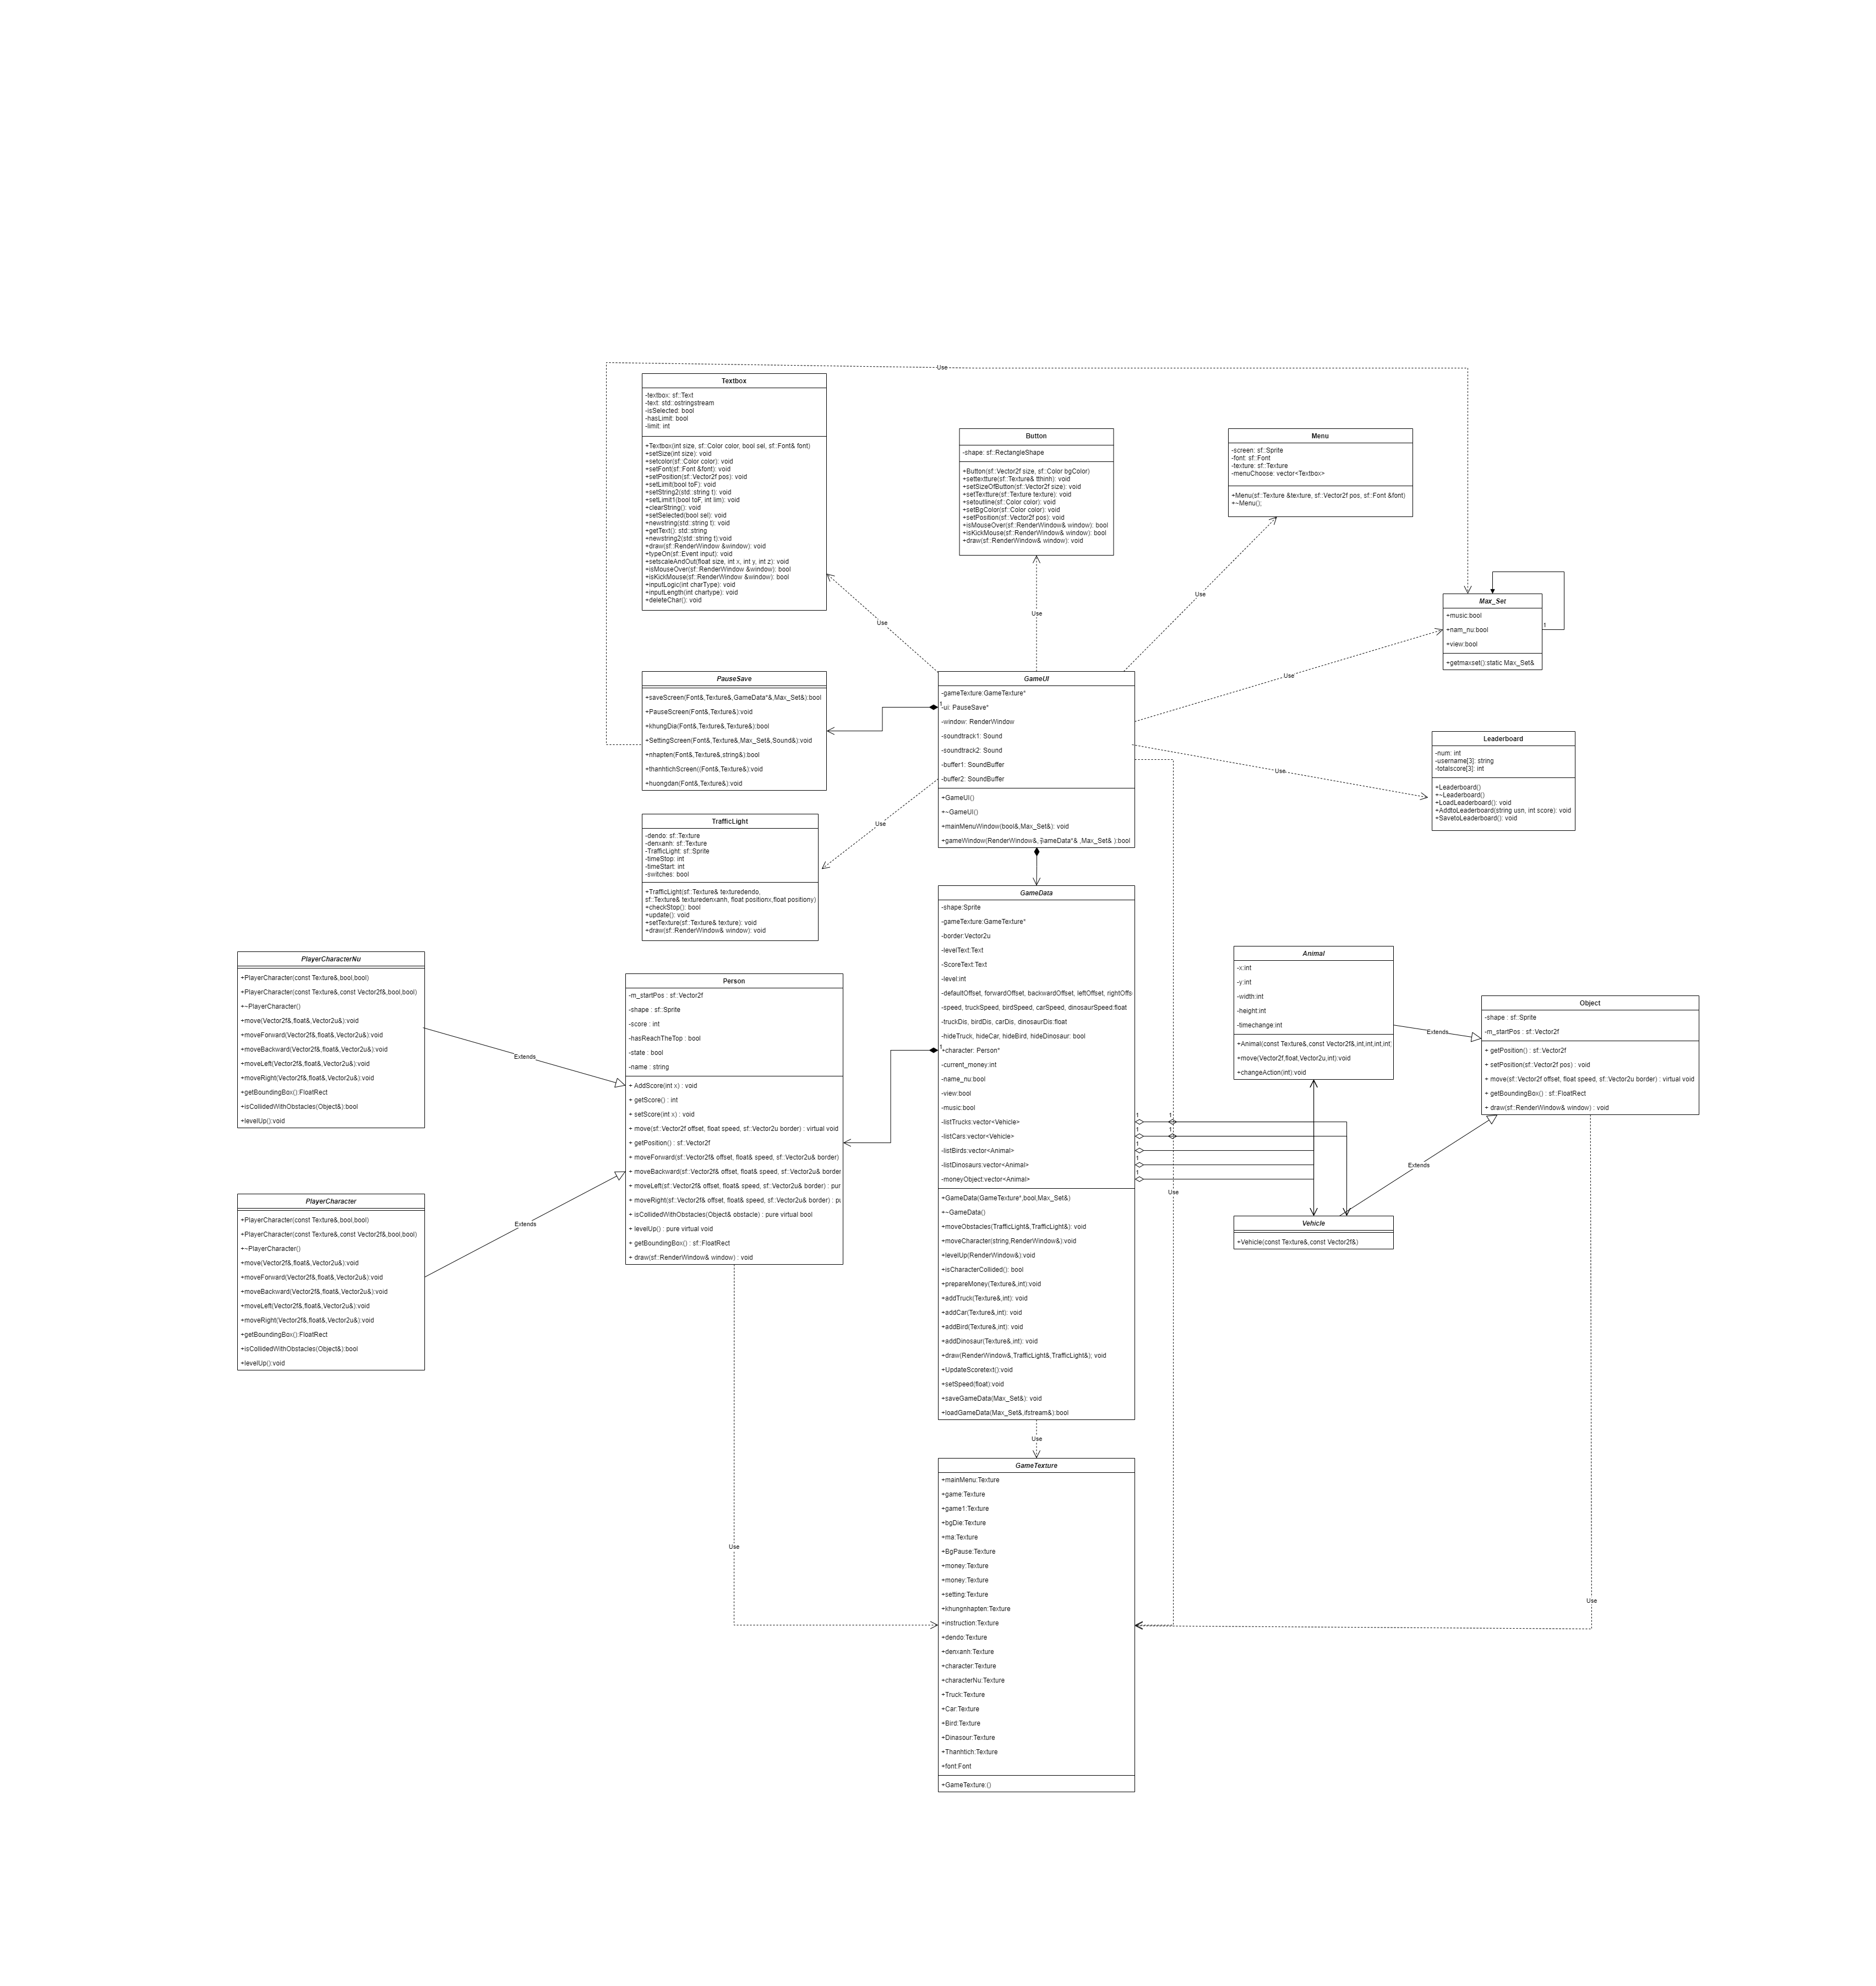 Use
Textbox
-textbox: sf::Text
-text: std::ostringstream
-isSelected: bool
-hasLimit: bool
-limit: int
+Textbox(int size, sf::Color color, bool sel, sf::Font& font)
+setSize(int size): void
+setcolor(sf::Color color): void
+setFont(sf::Font &font): void
+setPosition(sf::Vector2f pos): void
+setLimit(bool toF): void
+setString2(std::string t): void
+setLimit1(bool toF, int lim): void
+clearString(): void
+setSelected(bool sel): void
+newstring(std::string t): void
+getText(): std::string
+newstring2(std::string t):void
+draw(sf::RenderWindow &window): void
+typeOn(sf::Event input): void
+setscaleAndOut(float size, int x, int y, int z): void
+isMouseOver(sf::RenderWindow &window): bool
+isKickMouse(sf::RenderWindow &window): bool
+inputLogic(int charType): void
+inputLength(int chartype): void
+deleteChar(): void
Button
-shape: sf::RectangleShape
+Button(sf::Vector2f size, sf::Color bgColor)
+settextture(sf::Texture& tthinh): void
+setSizeOfButton(sf::Vector2f size): void
+setTextture(sf::Texture texture): void
+setoutline(sf::Color color): void
+setBgColor(sf::Color color): void
+setPosition(sf::Vector2f pos): void
+isMouseOver(sf::RenderWindow& window): bool
+isKickMouse(sf::RenderWindow& window): bool
+draw(sf::RenderWindow& window): void
Menu
-screen: sf::Sprite
-font: sf::Font
-texture: sf::Texture
-menuChoose: vector<Textbox>
+Menu(sf::Texture &texture, sf::Vector2f pos, sf::Font &font)
+~Menu();
Max_Set
+music:bool
+nam_nu:bool
+view:bool
+getmaxset():static Max_Set&
1
Use
Use
Use
Use
PauseSave
+saveScreen(Font&,Texture&,GameData*&,Max_Set&):bool
+PauseScreen(Font&,Texture&):void
+khungDia(Font&,Texture&,Texture&):bool
+SettingScreen(Font&,Texture&,Max_Set&,Sound&):void
+nhapten(Font&,Texture&,string&):bool
+thanhtichScreen((Font&,Texture&):void
+huongdan(Font&,Texture&):void
GameUI
-gameTexture:GameTexture*
-ui: PauseSave*
-window: RenderWindow
-soundtrack1: Sound
-soundtrack2: Sound
-buffer1: SoundBuffer
-buffer2: SoundBuffer
+GameUI()
+~GameUI()
+mainMenuWindow(bool&,Max_Set&): void
+gameWindow(RenderWindow&, GameData*& ,Max_Set& ):bool
1
Leaderboard
-num: int
-username[3]: string
-totalscore[3]: int
+Leaderboard()
+~Leaderboard()
+LoadLeaderboard(): void
+AddtoLeaderboard(string usn, int score): void
+SavetoLeaderboard(): void
Use
Use
TrafficLight
-dendo: sf::Texture
-denxanh: sf::Texture
-TrafficLight: sf::Sprite
-timeStop: int
-timeStart: int
-switches: bool
+TrafficLight(sf::Texture& texturedendo,
sf::Texture& texturedenxanh, float positionx,float positiony)
+checkStop(): bool
+update(): void
+setTexture(sf::Texture& texture): void
+draw(sf::RenderWindow& window): void
GameData
-shape:Sprite
-gameTexture:GameTexture*
-border:Vector2u
-levelText:Text
-ScoreText:Text
-level:int
-defaultOffset, forwardOffset, backwardOffset, leftOffset, rightOffs
-speed, truckSpeed, birdSpeed, carSpeed, dinosaurSpeed:float
-truckDis, birdDis, carDis, dinosaurDis:float
-hideTruck, hideCar, hideBird, hideDinosaur: bool
+character: Person*
-current_money:int
-name_nu:bool
-view:bool
-music:bool
-listTrucks:vector<Vehicle>
-listCars:vector<Vehicle>
-listBirds:vector<Animal>
-listDinosaurs:vector<Animal>
-moneyObject:vector<Animal>
+GameData(GameTexture*,bool,Max_Set&)
+~GameData()
+moveObstacles(TrafficLight&,TrafficLight&): void
+moveCharacter(string,RenderWindow&):void
+levelUp(RenderWindow&):void
+isCharacterCollided(): bool
+prepareMoney(Texture&,int):void
+addTruck(Texture&,int): void
+addCar(Texture&,int): void
+addBird(Texture&,int): void
+addDinosaur(Texture&,int): void
+draw(RenderWindow&,TrafficLight&,TrafficLight&); void
+UpdateScoretext():void
+setSpeed(float):void
+saveGameData(Max_Set&): void
+loadGameData(Max_Set&,ifstream&):bool
1
1
1
1
1
1
1
1
PlayerCharacterNu
+PlayerCharacter(const Texture&,bool,bool)
+PlayerCharacter(const Texture&,const Vector2f&,bool,bool)
+~PlayerCharacter()
+move(Vector2f&,float&,Vector2u&):void
+moveForward(Vector2f&,float&,Vector2u&):void
+moveBackward(Vector2f&,float&,Vector2u&):void
+moveLeft(Vector2f&,float&,Vector2u&):void
+moveRight(Vector2f&,float&,Vector2u&):void
+getBoundingBox():FloatRect
+isCollidedWithObstacles(Object&):bool
+levelUp():void
Extends
Person
-m_startPos : sf::Vector2f
-shape : sf::Sprite
-score : int
-hasReachTheTop : bool
-state : bool
-name : string
+ AddScore(int x) : void
+ getScore() : int
+ setScore(int x) : void
+ move(sf::Vector2f offset, float speed, sf::Vector2u border) : virtual void
+ getPosition() : sf::Vector2f
+ moveForward(sf::Vector2f& offset, float& speed, sf::Vector2u& border)
+ moveBackward(sf::Vector2f& offset, float& speed, sf::Vector2u& border
+ moveLeft(sf::Vector2f& offset, float& speed, sf::Vector2u& border) : pur
+ moveRight(sf::Vector2f& offset, float& speed, sf::Vector2u& border) : pu
+ isCollidedWithObstacles(Object& obstacle) : pure virtual bool
+ levelUp() : pure virtual void
+ getBoundingBox() : sf::FloatRect
+ draw(sf::RenderWindow& window) : void
Animal
-x:int
-y:int
-width:int
-height:int
-timechange:int
+Animal(const Texture&,const Vector2f&,int,int,int,int)
+move(Vector2f,float,Vector2u,int):void
+changeAction(int):void
Extends
Object
-shape : sf::Sprite
-m_startPos : sf::Vector2f
+ getPosition() : sf::Vector2f
+ setPosition(sf::Vector2f pos) : void
+ move(sf::Vector2f offset, float speed, sf::Vector2u border) : virtual void
+ getBoundingBox() : sf::FloatRect
+ draw(sf::RenderWindow& window) : void
Extends
Use
PlayerCharacter
+PlayerCharacter(const Texture&,bool,bool)
+PlayerCharacter(const Texture&,const Vector2f&,bool,bool)
+~PlayerCharacter()
+move(Vector2f&,float&,Vector2u&):void
+moveForward(Vector2f&,float&,Vector2u&):void
+moveBackward(Vector2f&,float&,Vector2u&):void
+moveLeft(Vector2f&,float&,Vector2u&):void
+moveRight(Vector2f&,float&,Vector2u&):void
+getBoundingBox():FloatRect
+isCollidedWithObstacles(Object&):bool
+levelUp():void
Extends
Vehicle
+Vehicle(const Texture&,const Vector2f&)
Use
GameTexture
+mainMenu:Texture
+game:Texture
+game1:Texture
+bgDie:Texture
+ma:Texture
+BgPause:Texture
+money:Texture
+money:Texture
+setting:Texture
+khungnhapten:Texture
+instruction:Texture
+dendo:Texture
+denxanh:Texture
+character:Texture
+characterNu:Texture
+Truck:Texture
+Car:Texture
+Bird:Texture
+Dinasour:Texture
+Thanhtich:Texture
+font:Font
+GameTexture:()
Use
Use